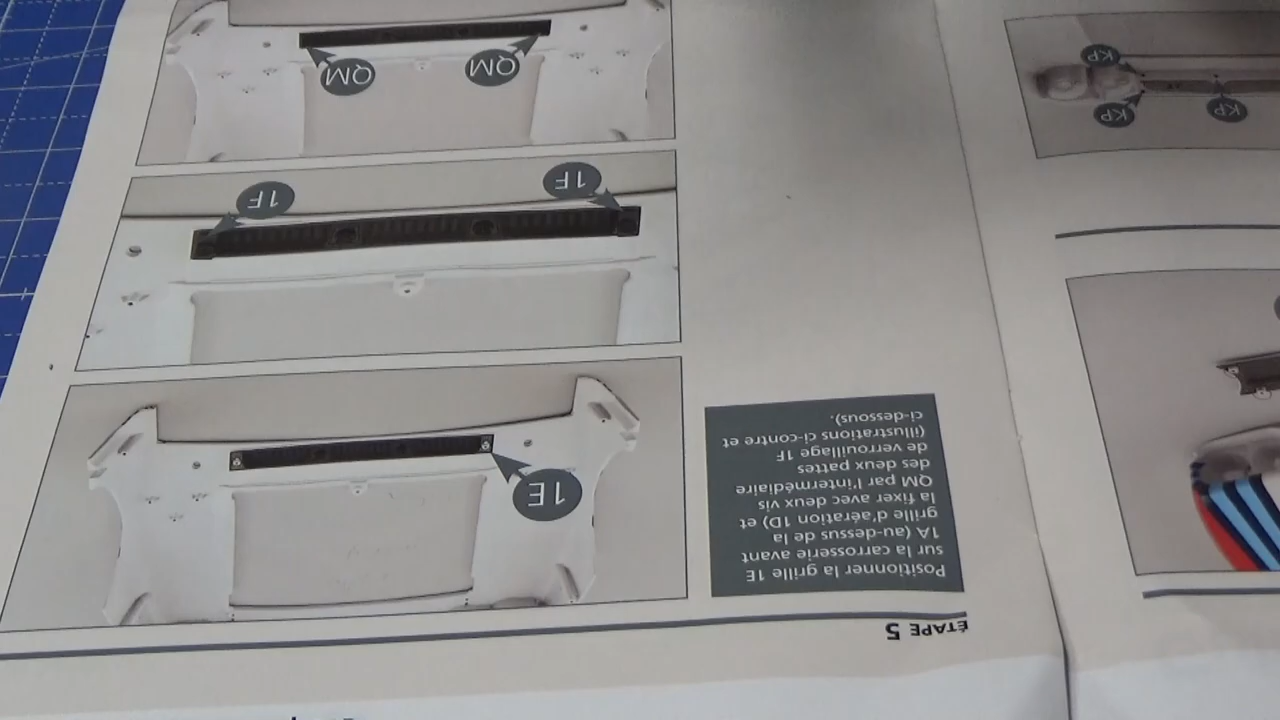 ÉTAPE 5
Positionner la grille 1E
sur la carrosserie avant
1A (au-dessus de la
grille d'aération 1D) et
la fixer avec deux vis
QM par l'intermédiaire
des deux pattes
de verrouillage 1F
(illustrations ci-contre et
ci-dessous).
1E
1F
1F
QM
QM
KP
KP
KP